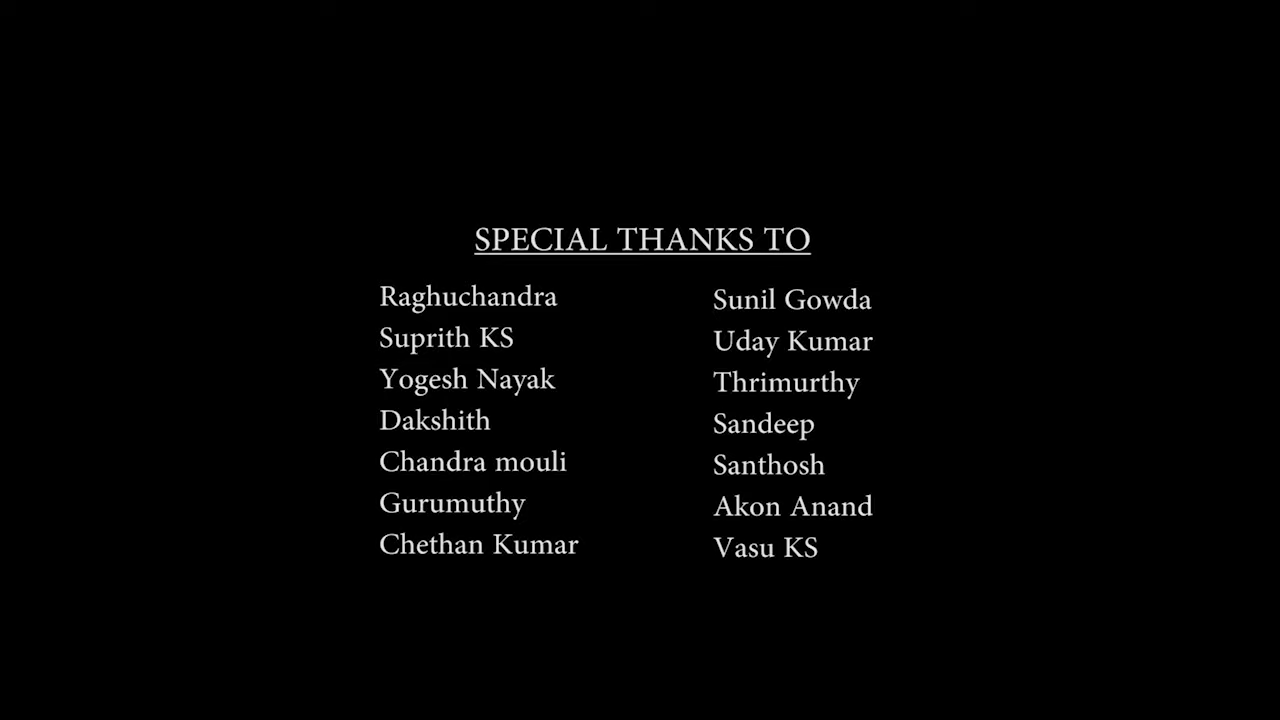 SPECIAL THANKS TO
Raghuchandra
Suprith KS
Yogesh Nayak
Dakshith
Chandra mouli
Gurumuthy
Chethan Kumar
Sunil Gowda
Uday Kumar
Thrimurthy
Sandeep
Santhosh
Akon Anand
Vasu KS